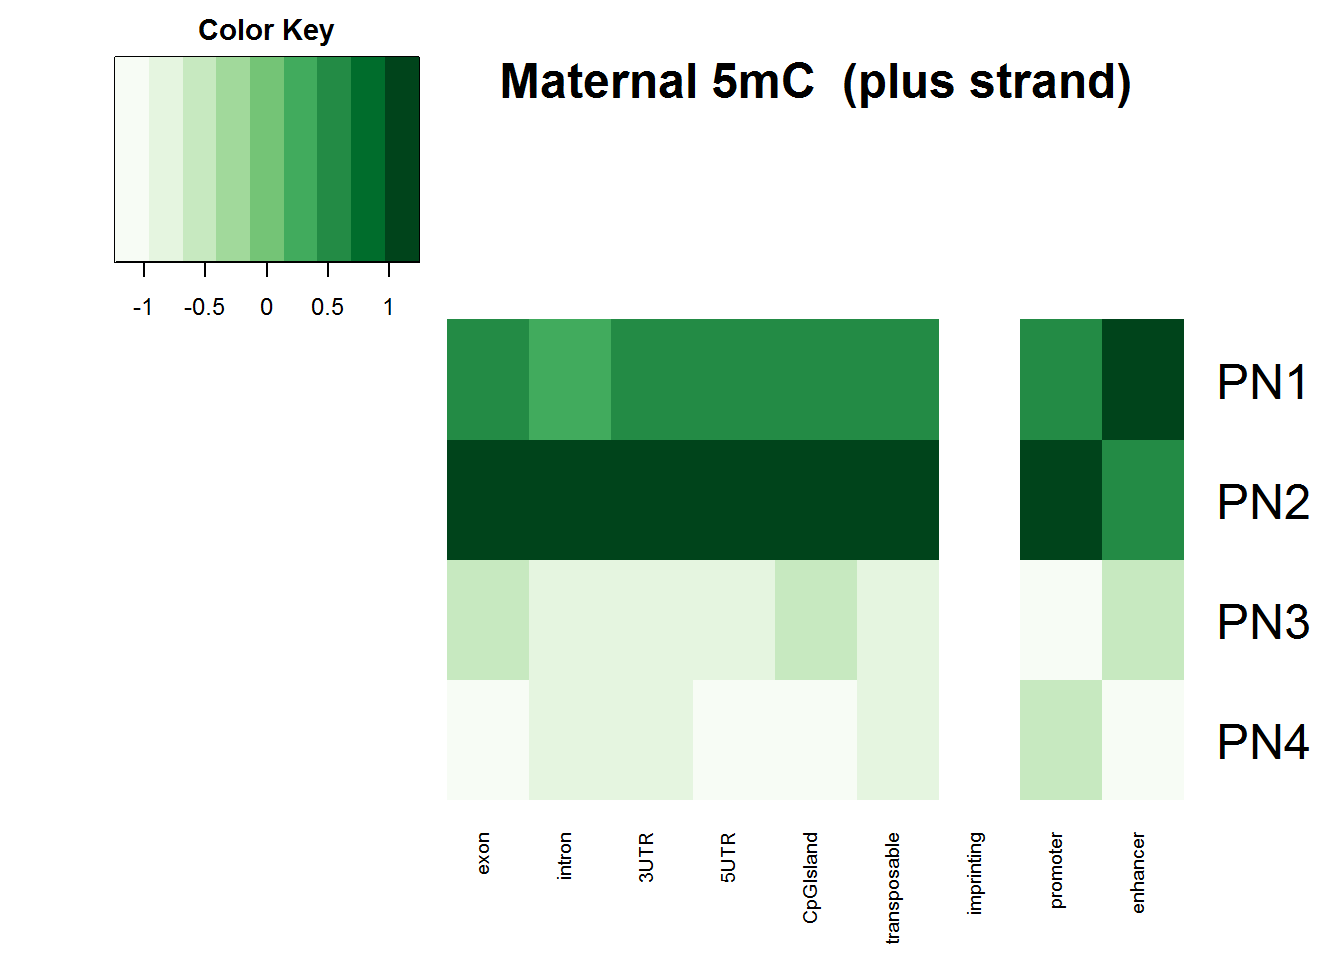 Color Key
Maternal 5mC  (plus strand)
-1 -0.5 0 0.5 1
PN1
PN2
PN3
PN4
exon
intron
3UTR
5UTR
CpGIsland
transposable
imprinting
promoter
enhancer